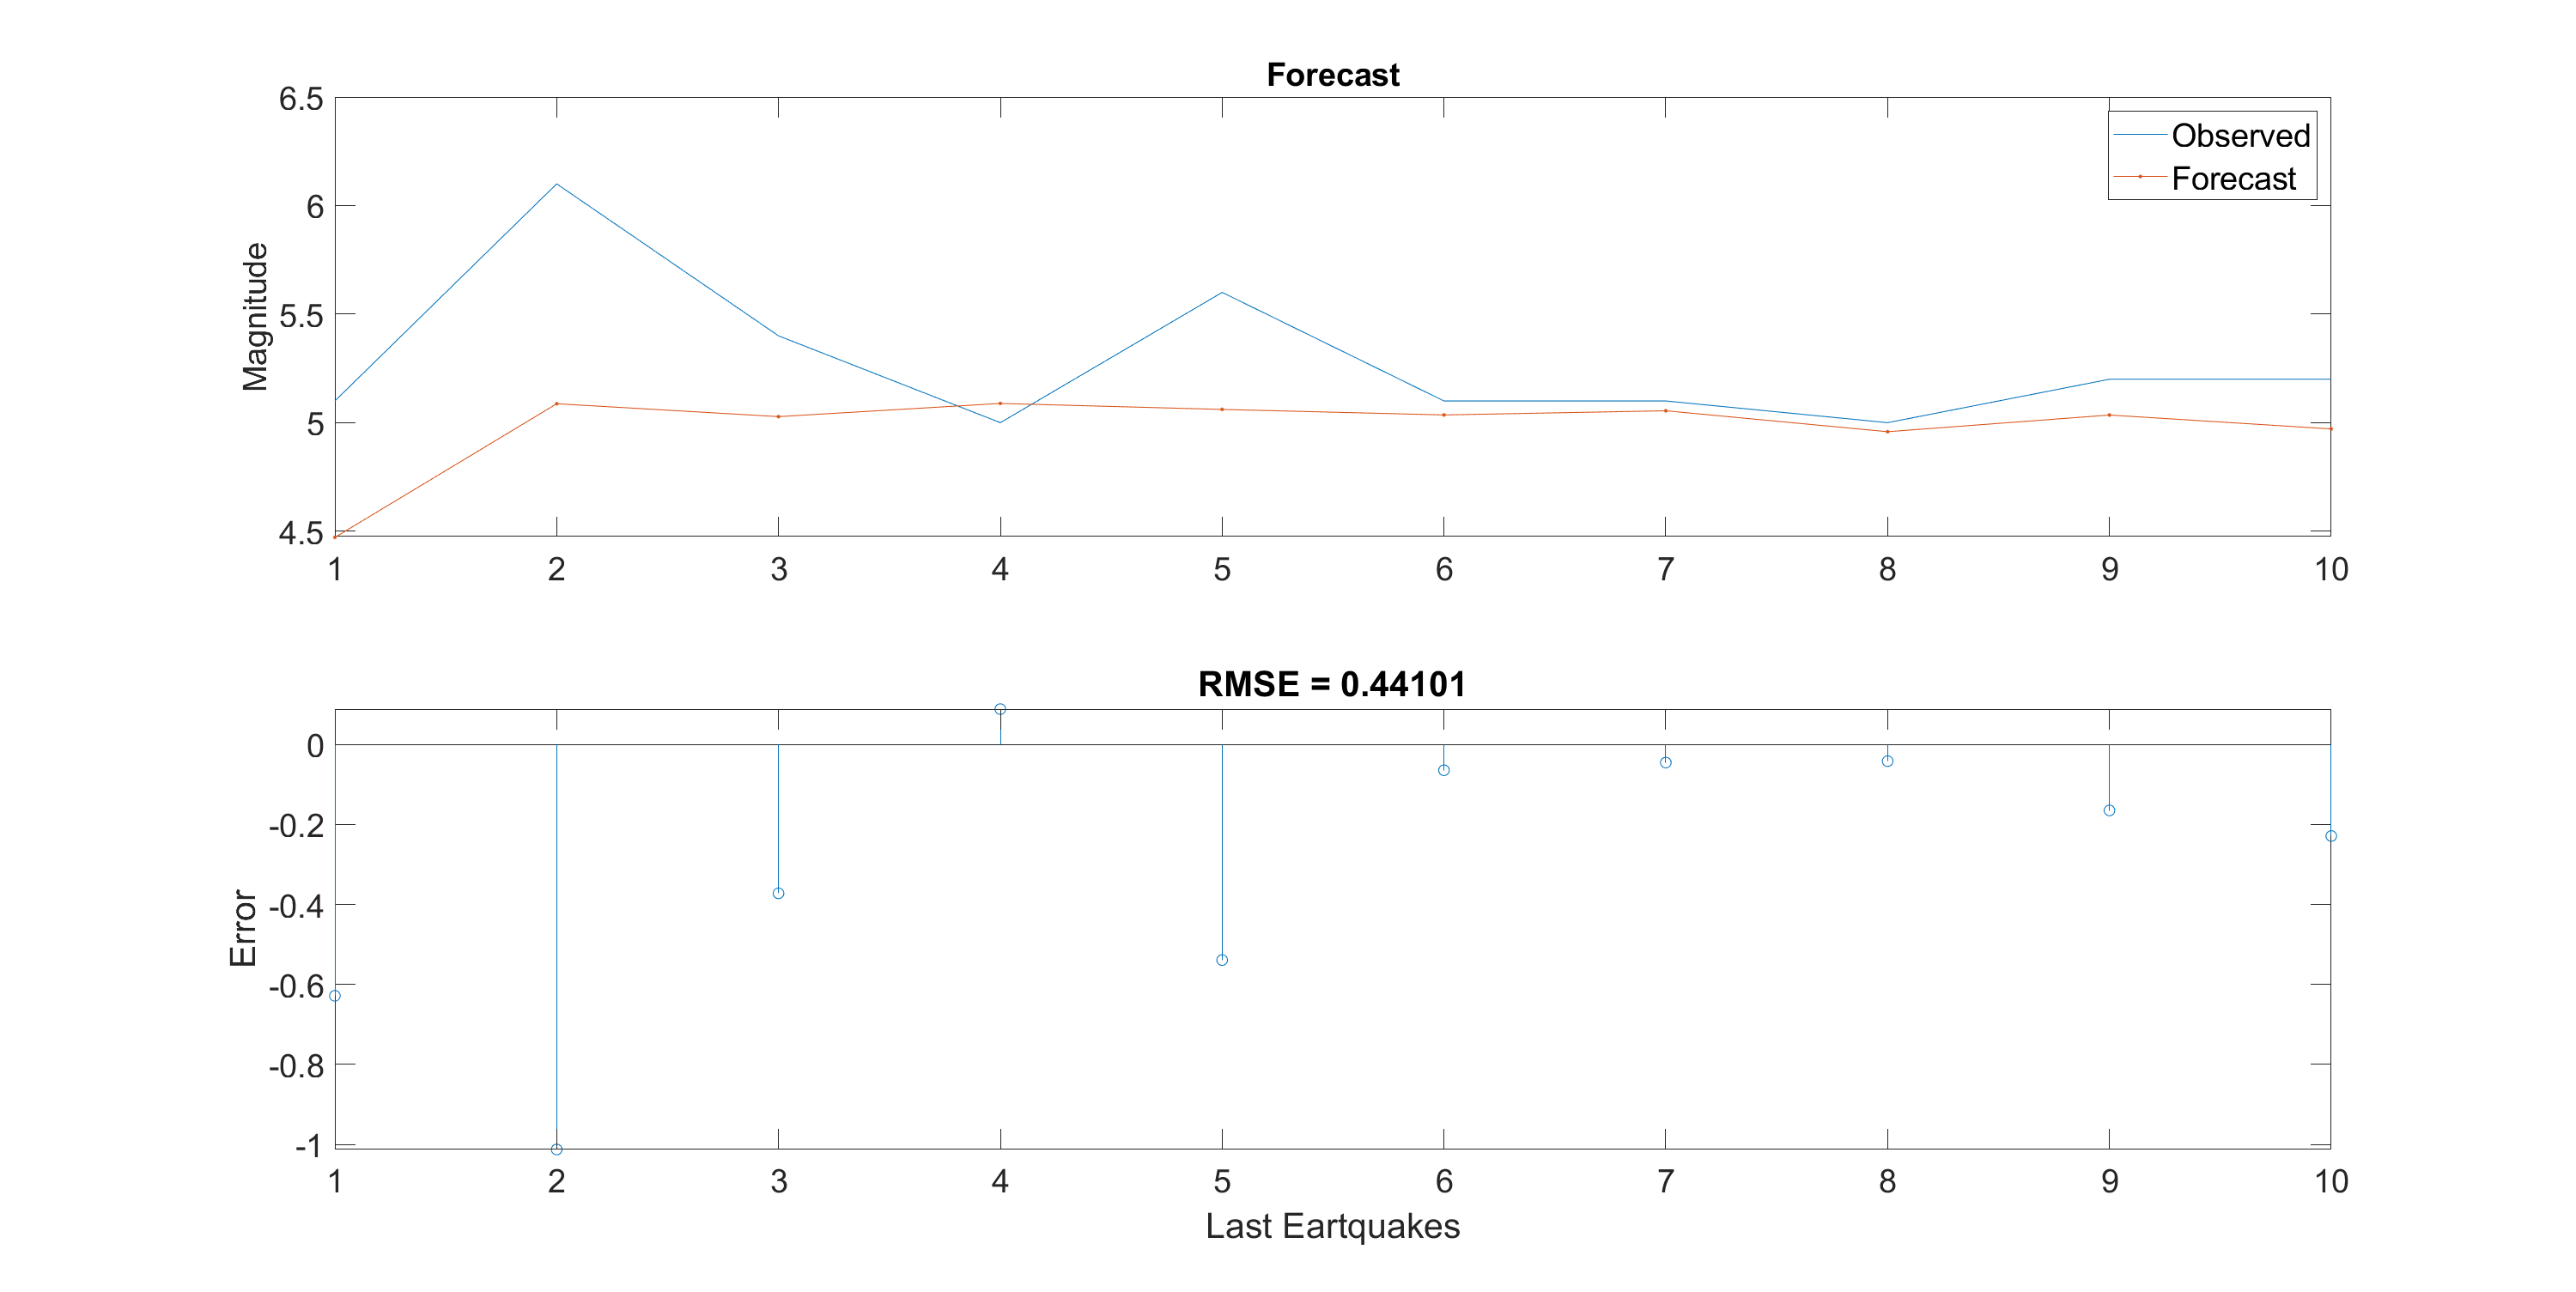 Forecast
6.5
6
5.5
5
4.5
Magnitude
Observed
Forecast
1 2 3 4 5 6 7 8 9 10
RMSE = 0.44101
0
-0.2
-0.4
-0.6
-0.8
-1
Error
1 2 3 4 5 6 7 8 9 10
Last Eartquakes